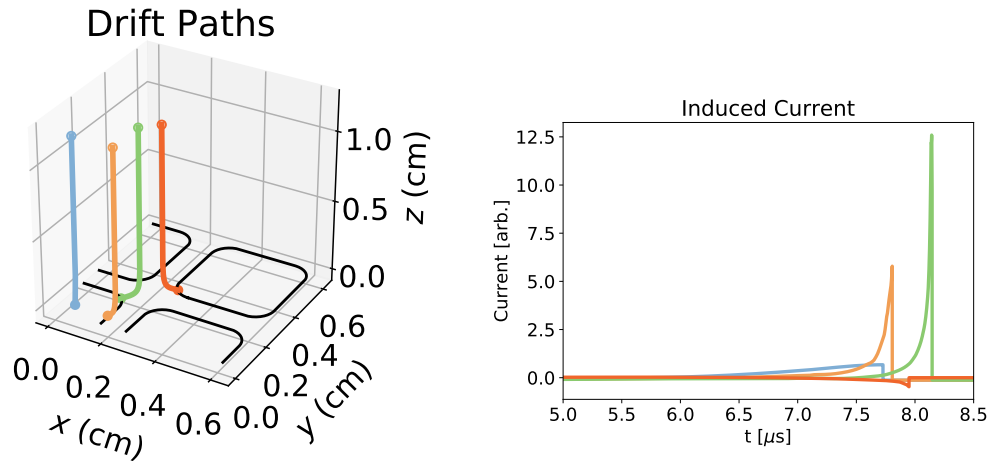 Drift Paths
1.0
0.5
0.0
z (cm)
0.0
0.2
0.4
0.6
x (cm)
0.0
0.2
0.4
0.6
y (cm)
Induced Current
12.5
10.0
7.5
5.0
2.5
0.0
Current [arb.]
5.0 5.5 6.0 6.5 7.0 7.5 8.0 8.5
t [μs]